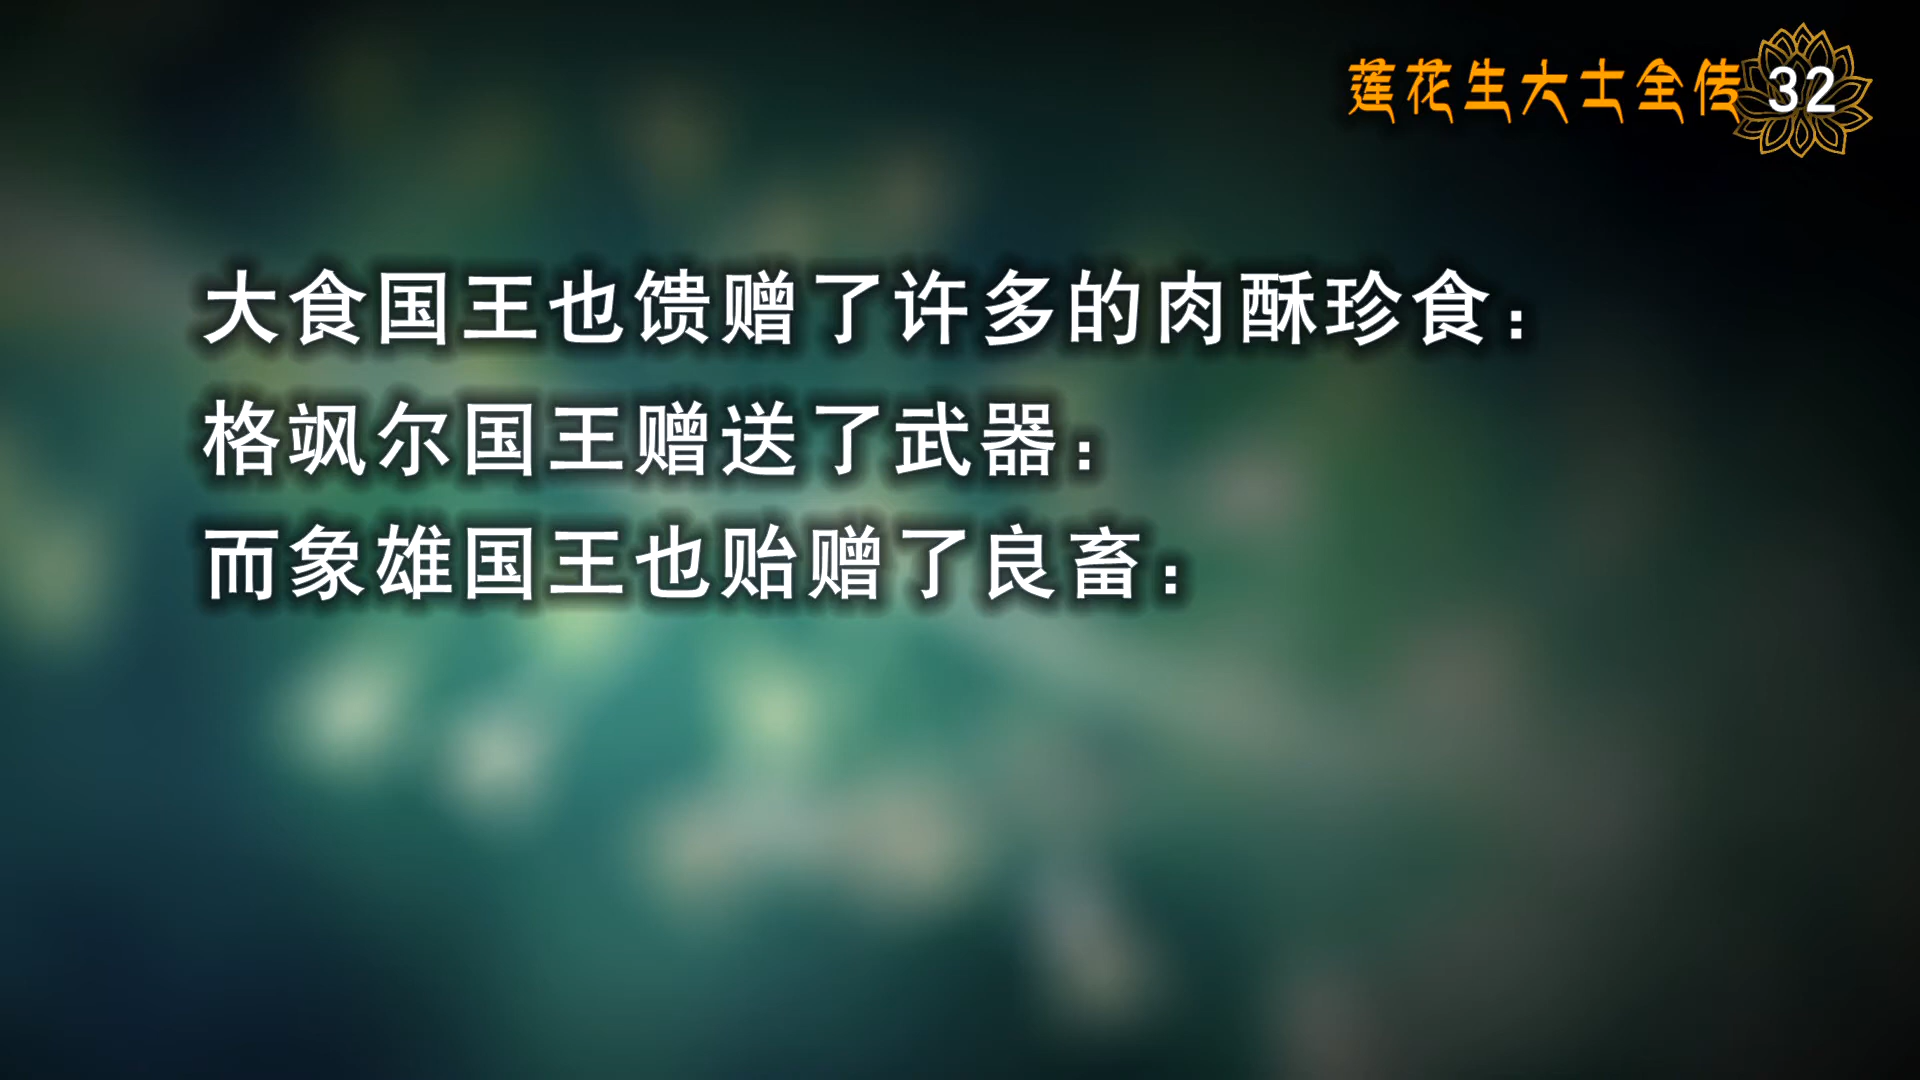 莲花生大士全传 32
大食国王也馈赠了许多的肉酥珍食：
格飒尔国王赠送了武器：
而象雄国王也贻赠了良畜：